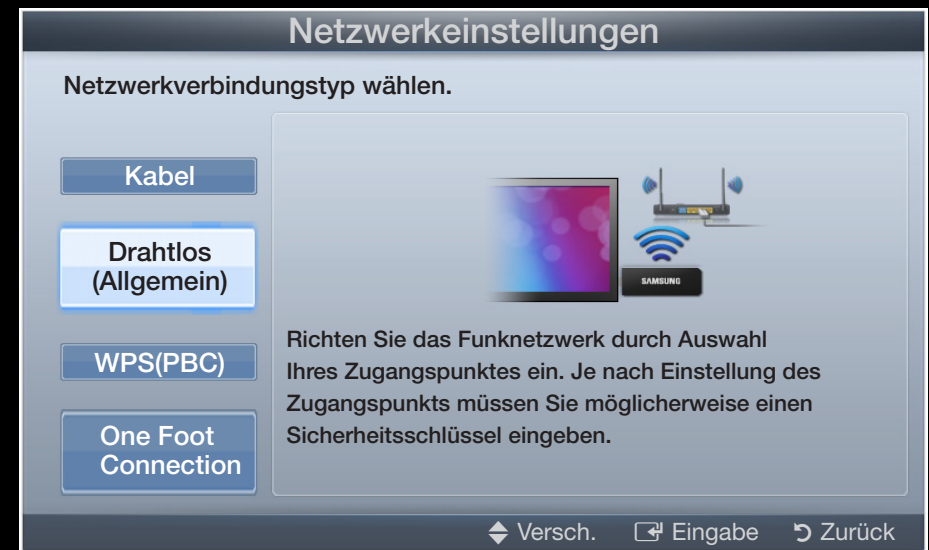 Netzwerkeinstellungen
Netzwerkverbindungstyp wählen.
Kabel
Drahtlos
(Allgemein)
WPS(PBC)
One Foot
Connection
SAMSUNG
Richten Sie das Funknetzwerk durch Auswahl
Ihres Zugangspunktes ein. Je nach Einstellung des
Zugangspunkts müssen Sie möglicherweise einen
Sicherheitsschlüssel eingeben.
Versch. Eingabe Zurück